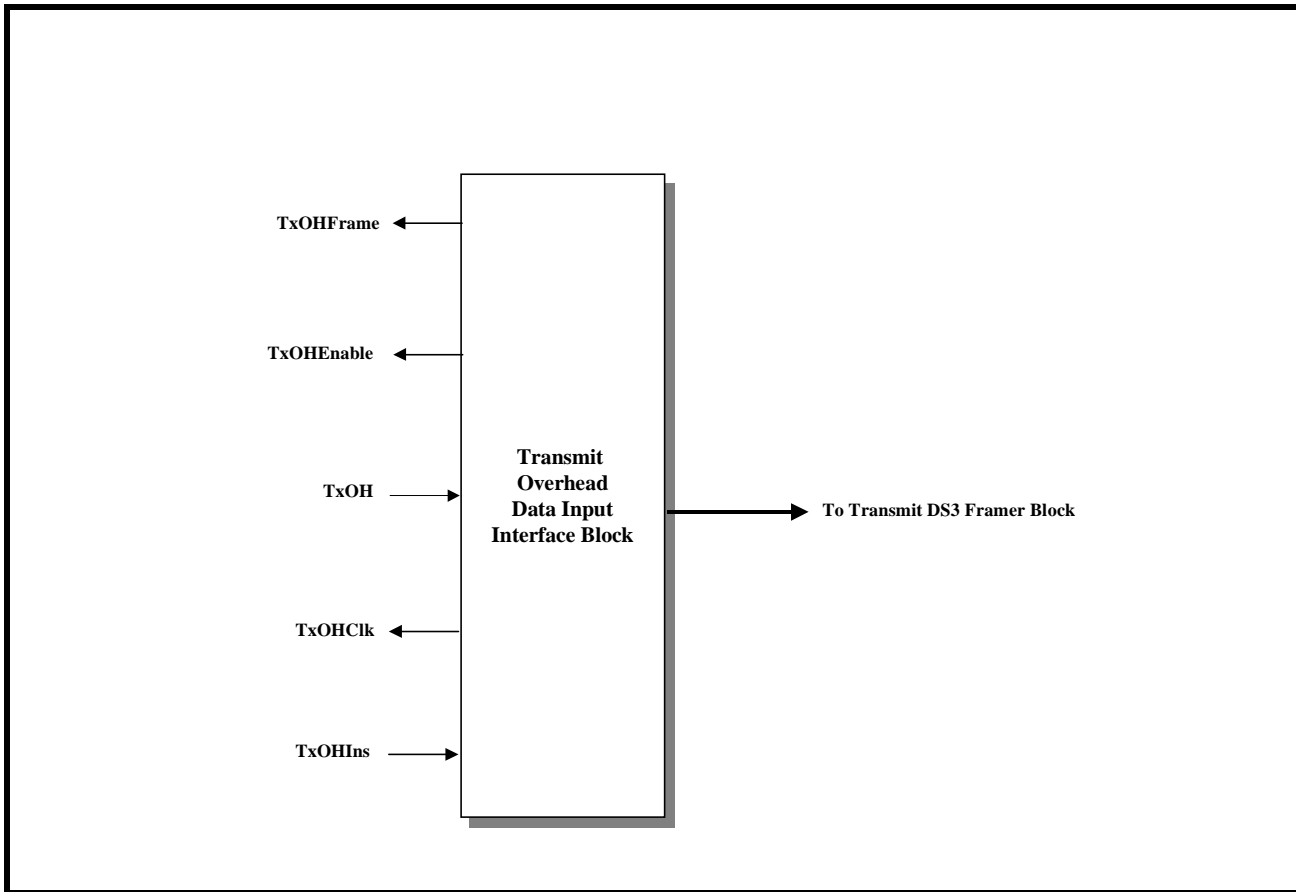 TxOHFrame
TxOHEnable
TxOH
TxOHClk
TxOHIns
Transmit
Overhead
Data Input
Interface Block
To Transmit DS3 Framer Block